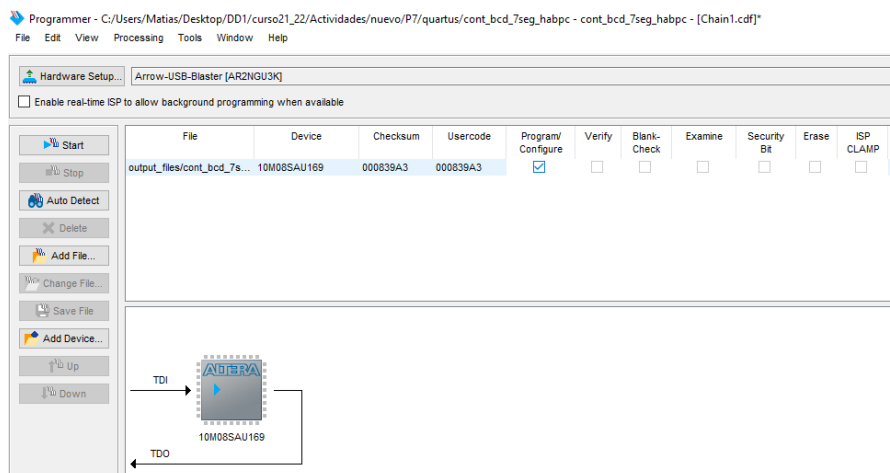 Programmer - C:/Users/Matias/Desktop/DD1/curso21_22/Actividades/nuevo/P7/quartus/cont_bcd_7seg_habpc - cont_bcd_7seg_habpc - [Chain1.cdf]*
File Edit View Processing Tools Window Help
Hardware Setup... Arrow-USB-Blaster [AR2NGU3K]
Enable real-time ISP to allow background programming when available
Start
Stop
Auto Detect
Delete
Add File...
Change File...
Save File
Add Device...
Up
Down
File Device Checksum Usercode Program/ Verify Blank- Examine Security Erase ISP
Configure Check Bit CLAMP
output_files/cont_bcd_7s... 10M08SAU169 000839A3 000839A3
TDI
ALTERA
10M08SAU169
TDO